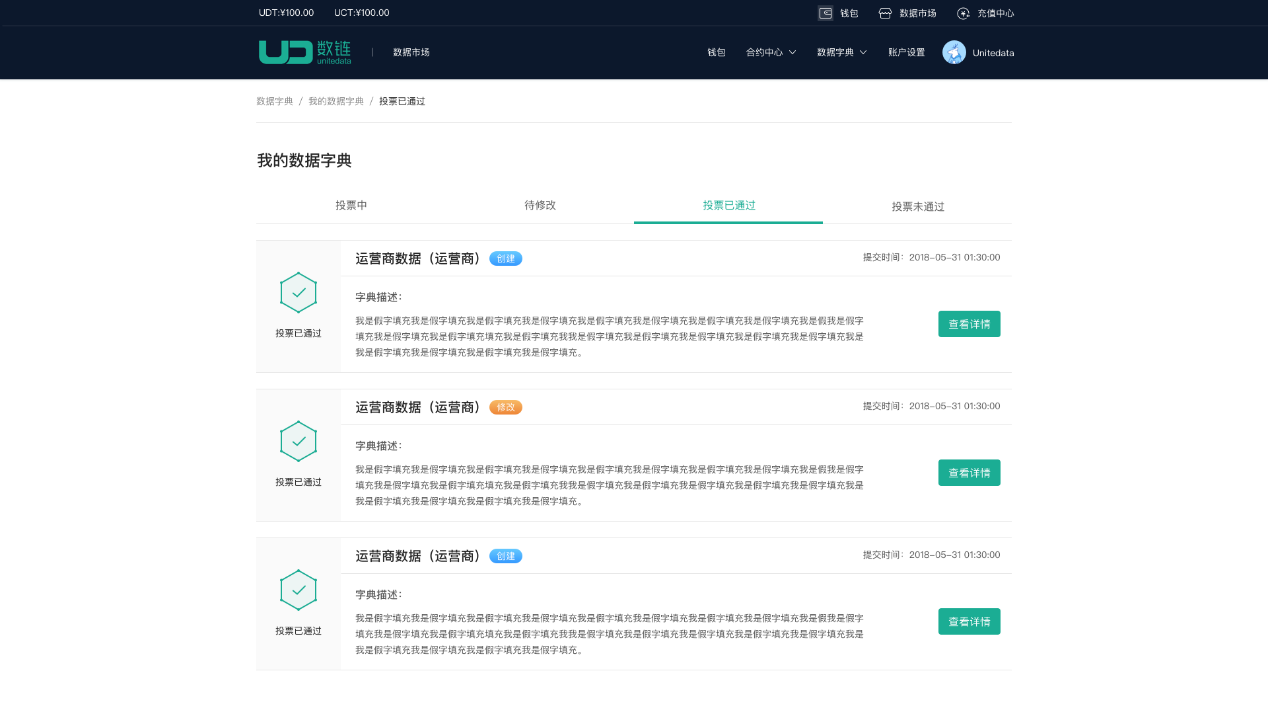 UDT:¥100.00 UCT:¥100.00 钱包 数据市场 充值中心
UD 数链 unitedata | 数据市场 钱包 合约中心 数据字典 账户设置 Unitedata
数据字典 / 我的数据字典 / 投票已通过
我的数据字典
投票中 待修改 投票已通过 投票未通过
运营商数据（运营商） 创建 提交时间：2018-05-31 01:30:00
字典描述：
我是假字填充我是假字填充我是假字填充我是假字填充我是假字填充我是假字填充我是假字填充我是假字填充我是假我是假字
填充我是假字填充我是假字填充填充我是假字填充我我是假字填充我是假字填充我是假字填充我是假字填充我是假字填充我是
我是假字填充我是假字填充我是假字填充我是假字填充。
查看详情
投票已通过
运营商数据（运营商） 修改 提交时间：2018-05-31 01:30:00
字典描述：
我是假字填充我是假字填充我是假字填充我是假字填充我是假字填充我是假字填充我是假字填充我是假字填充我是假我是假字
填充我是假字填充我是假字填充填充我是假字填充我我是假字填充我是假字填充我是假字填充我是假字填充我是假字填充我是
我是假字填充我是假字填充我是假字填充我是假字填充。
查看详情
投票已通过
运营商数据（运营商） 创建 提交时间：2018-05-31 01:30:00
字典描述：
我是假字填充我是假字填充我是假字填充我是假字填充我是假字填充我是假字填充我是假字填充我是假字填充我是假我是假字
填充我是假字填充我是假字填充填充我是假字填充我我是假字填充我是假字填充我是假字填充我是假字填充我是假字填充我是
我是假字填充我是假字填充我是假字填充我是假字填充。
查看详情
投票已通过